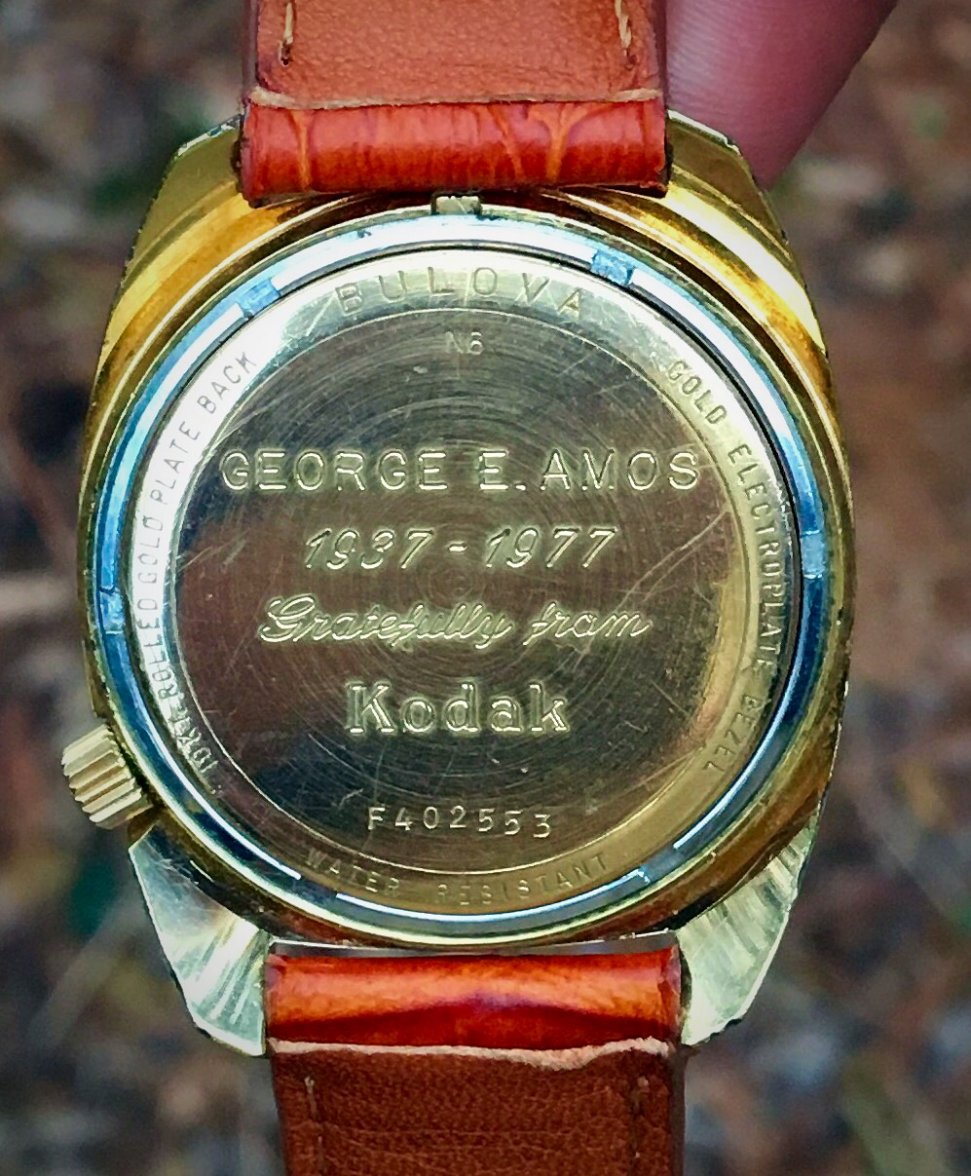 BULOVA
N6
10KT. ROLLED GOLD PLATE BACK
GOLD ELECTROPLATE BEZEL
GEORGE E. AMOS
1937 - 1977
Gratefully from
Kodak
F402553
WATER RESISTANT